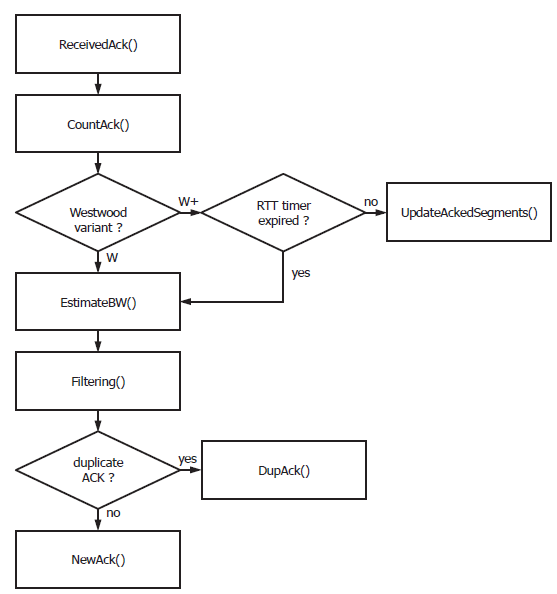 ReceivedAck()
CountAck()
Westwood
variant ?
W+
RTT timer
expired ?
no
UpdateAckedSegments()
W
yes
EstimateBW()
Filtering()
duplicate
ACK ?
yes
DupAck()
no
NewAck()